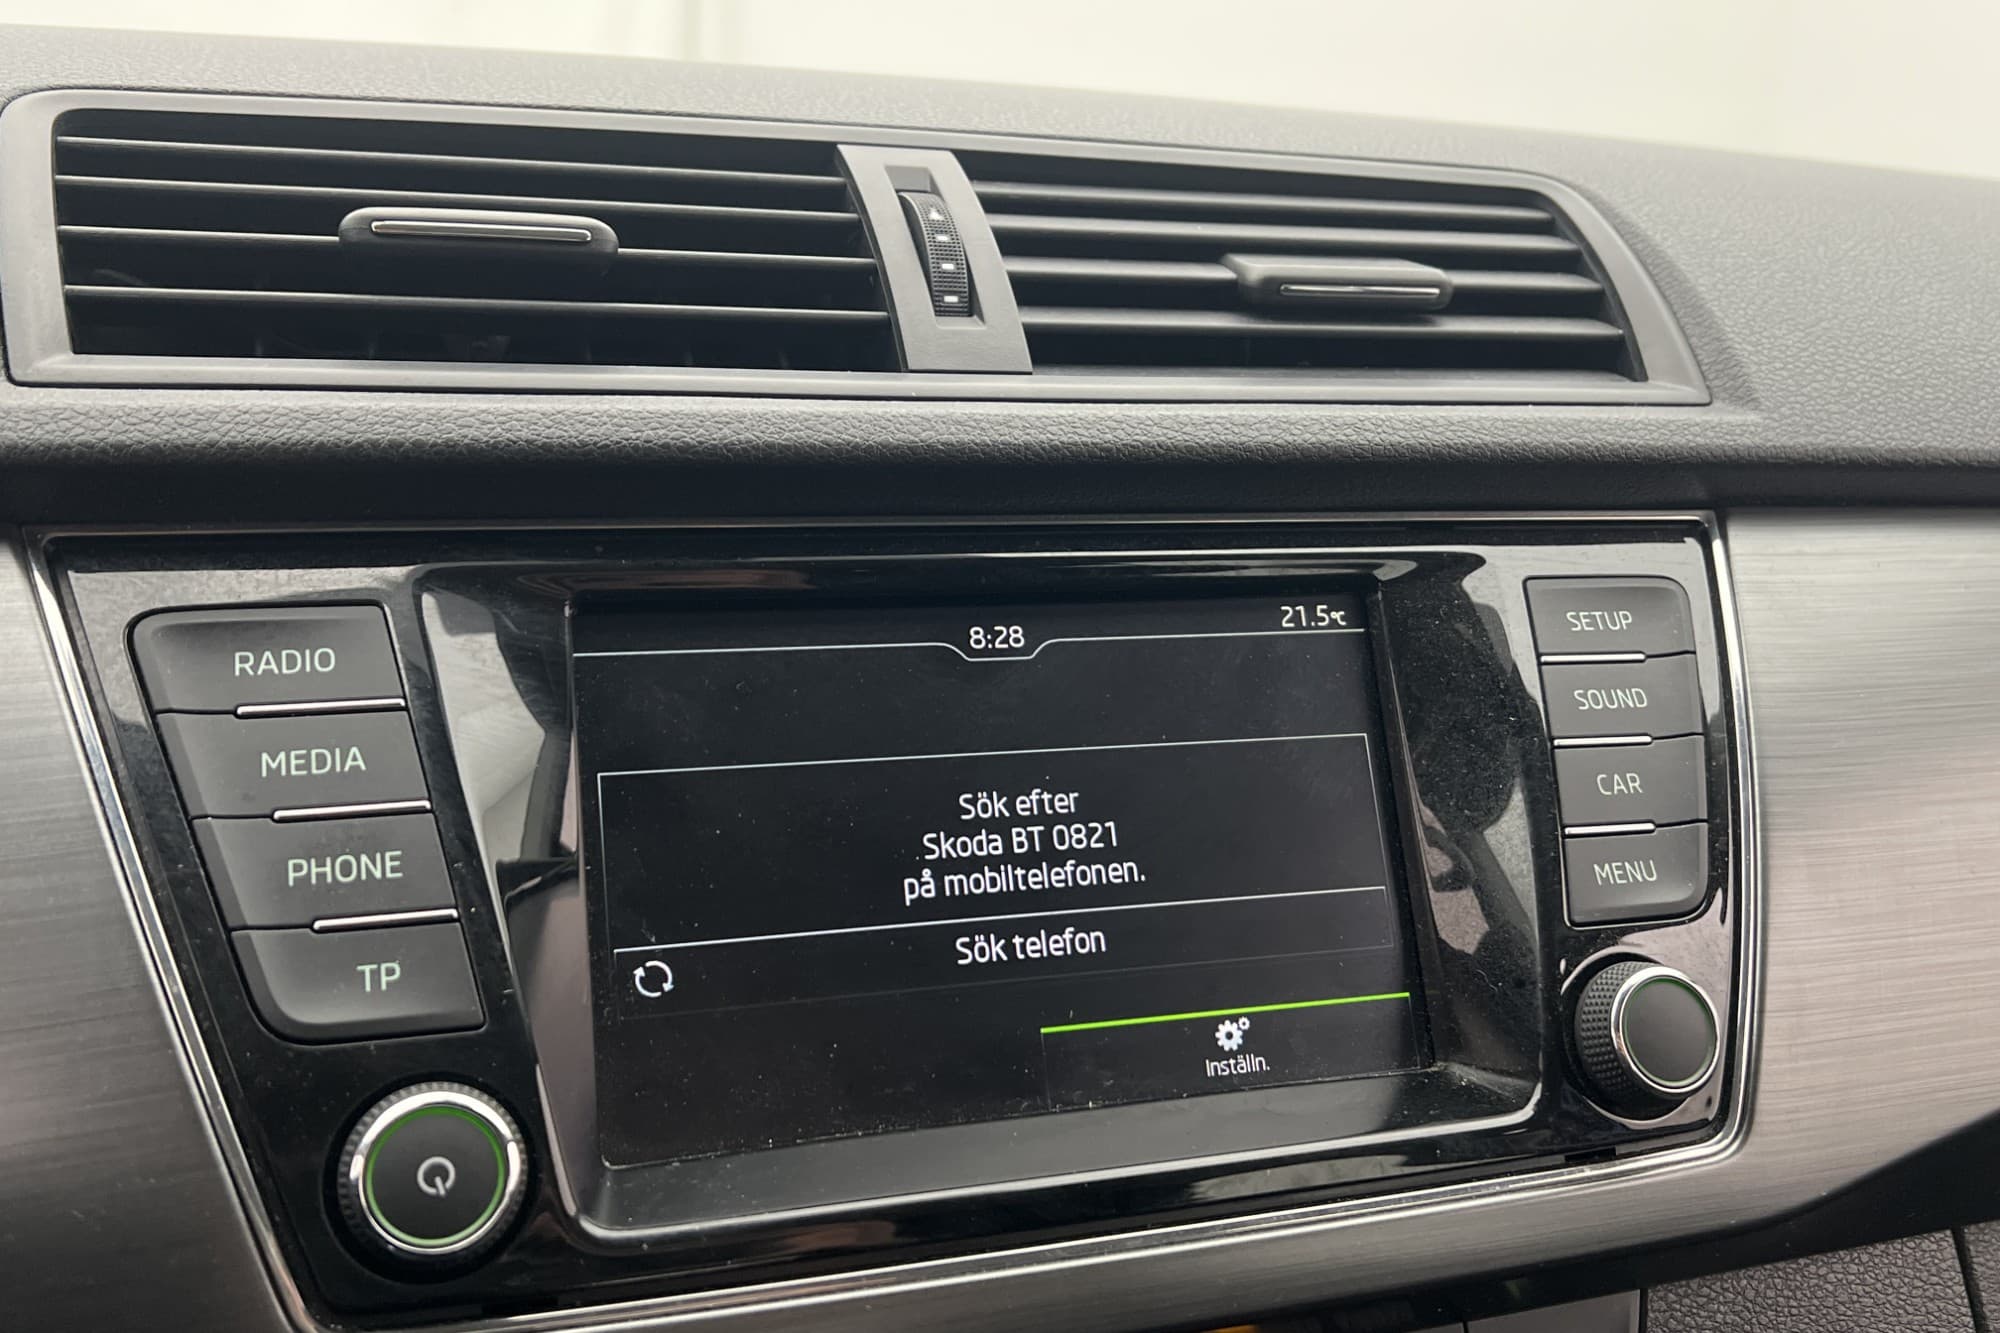 21.5°C
8:28
RADIO
MEDIA
PHONE
TP
Sök efter
Skoda BT 0821
på mobiltelefonen.
Sök telefon
Inställn.
SETUP
SOUND
CAR
MENU